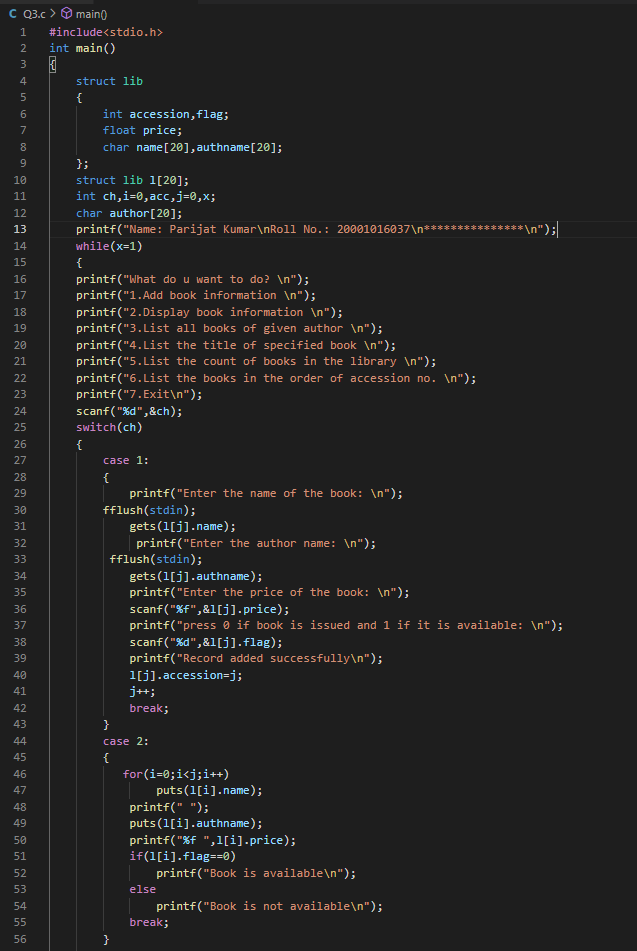 C Q3.c > main()
1 #include<stdio.h>
2 int main()
3 {
4 struct lib
5 {
6 int accession,flag;
7 float price;
8 char name[20],authname[20];
9 };
10 struct lib l[20];
11 int ch,i=0,acc,j=0,x;
12 char author[20];
13 printf("Name: Parijat Kumar\nRoll No.: 20001016037\n***************\n");
14 while(x=1)
15 {
16 printf("What do u want to do? \n");
17 printf("1.Add book information \n");
18 printf("2.Display book information \n");
19 printf("3.List all books of given author \n");
20 printf("4.List the title of specified book \n");
21 printf("5.List the count of books in the library \n");
22 printf("6.List the books in the order of accession no. \n");
23 printf("7.Exit\n");
24 scanf("%d",&ch);
25 switch(ch)
26 {
27 case 1:
28 {
29 printf("Enter the name of the book: \n");
30 fflush(stdin);
31 gets(l[j].name);
32 printf("Enter the author name: \n");
33 fflush(stdin);
34 gets(l[j].authname);
35 printf("Enter the price of the book: \n");
36 scanf("%f",&l[j].price);
37 printf("press 0 if book is issued and 1 if it is available: \n");
38 scanf("%d",&l[j].flag);
39 printf("Record added successfully\n");
40 l[j].accession=j;
41 j++;
42 break;
43 }
44 case 2:
45 {
46 for(i=0;i<j;i++)
47 puts(l[i].name);
48 printf(" ");
49 puts(l[i].authname);
50 printf("%f ",l[i].price);
51 if(l[i].flag==0)
52 printf("Book is available\n");
53 else
54 printf("Book is not available\n");
55 break;
56 }